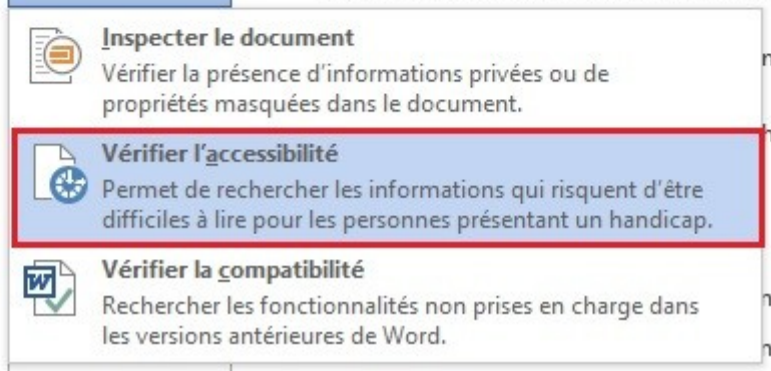 Inspecter le document
Vérifier la présence d'informations privées ou de
propriétés masquées dans le document.
Vérifier l'accessibilité
Permet de rechercher les informations qui risquent d'être
difficiles à lire pour les personnes présentant un handicap.
Vérifier la compatibilité
Rechercher les fonctionnalités non prises en charge dans
les versions antérieures de Word.